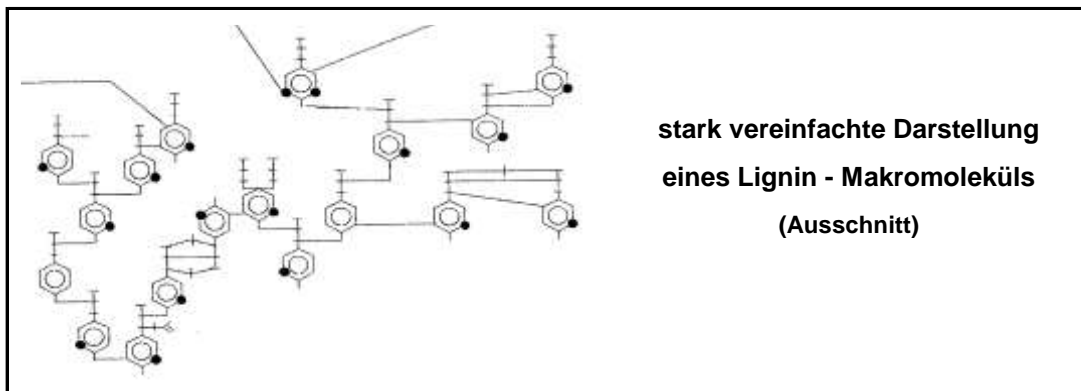 stark vereinfachte Darstellung
eines Lignin - Makromoleküls
(Ausschnitt)